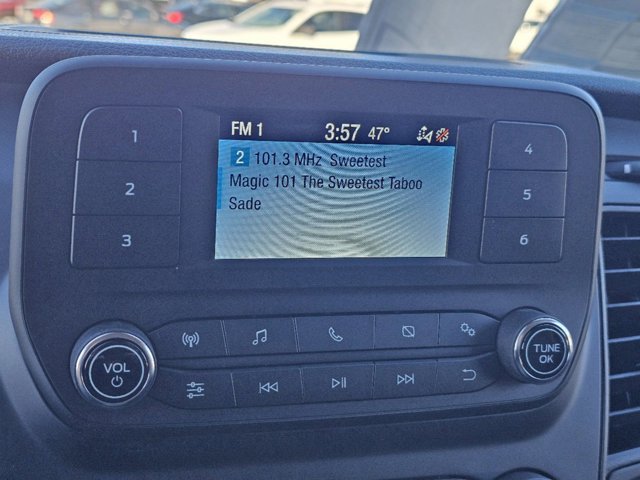 FM 1 3:57 47°
2 101.3 MHz Sweetest
Magic 101 The Sweetest Taboo
Sade
1
2
3
4
5
6
VOL
TUNE
OK